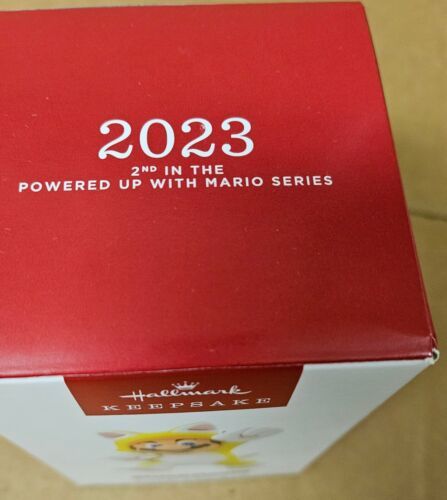 2023
2ND IN THE
POWERED UP WITH MARIO SERIES
Hallmark
KEEPSAKE